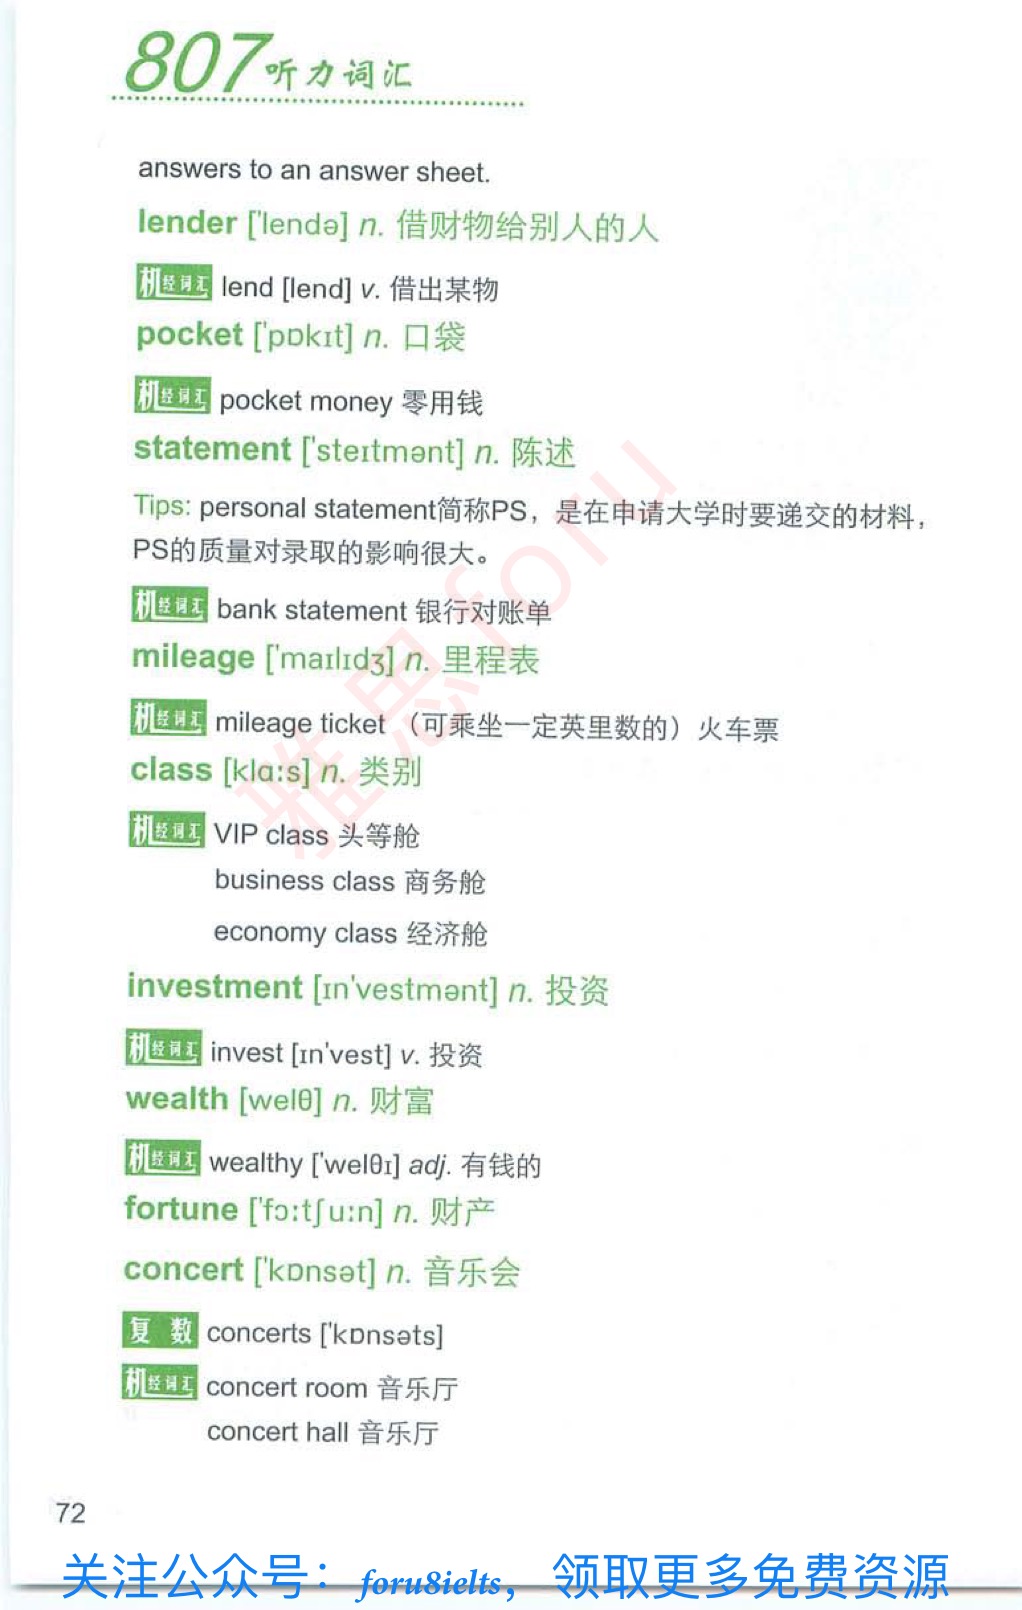 807听力词汇
answers to an answer sheet.
lender ['lendə] n. 借财物给别人的人
机经词汇 lend [lend] v. 借出某物
pocket ['pɒkɪt] n. 口袋
机经词汇 pocket money 零用钱
statement ['steɪtmənt] n. 陈述
Tips: personal statement简称PS，是在申请大学时要递交的材料，
PS的质量对录取的影响很大。
机经词汇 bank statement 银行对账单
mileage ['maɪlɪdʒ] n. 里程表
机经词汇 mileage ticket （可乘坐一定英里数的）火车票
class [klɑːs] n. 类别
机经词汇 VIP class 头等舱
business class 商务舱
economy class 经济舱
investment [ɪn'vestmənt] n. 投资
机经词汇 invest [ɪn'vest] v. 投资
wealth [welθ] n. 财富
机经词汇 wealthy ['welθɪ] adj. 有钱的
fortune ['fɔːtʃuːn] n. 财产
concert ['kɒnsət] n. 音乐会
复数 concerts ['kɒnsəts]
机经词汇 concert room 音乐厅
concert hall 音乐厅
72
雅思foru
关注公众号：foru8ielts，领取更多免费资源